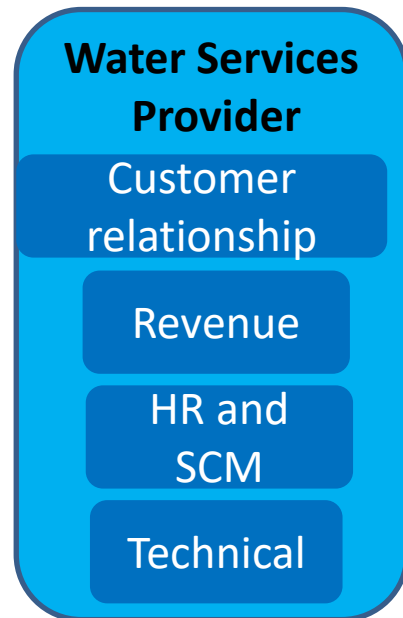 Water Services
Provider
Customer
relationship
Revenue
HR and
SCM
Technical